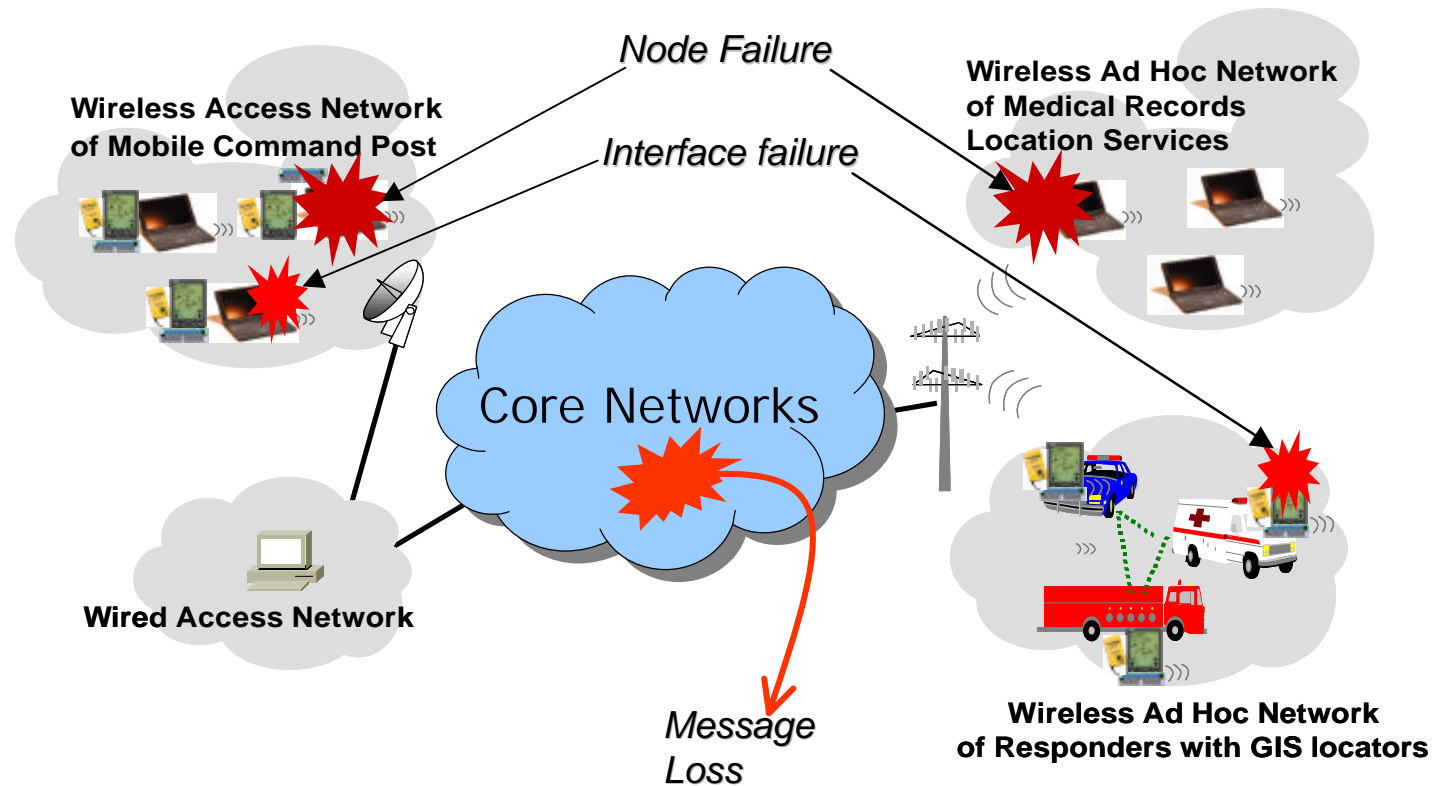 Node Failure
Wireless Access Network
of Mobile Command Post
Wireless Ad Hoc Network
of Medical Records
Location Services
Interface failure
Core Networks
Wired Access Network
Message
Loss
Wireless Ad Hoc Network
of Responders with GIS locators